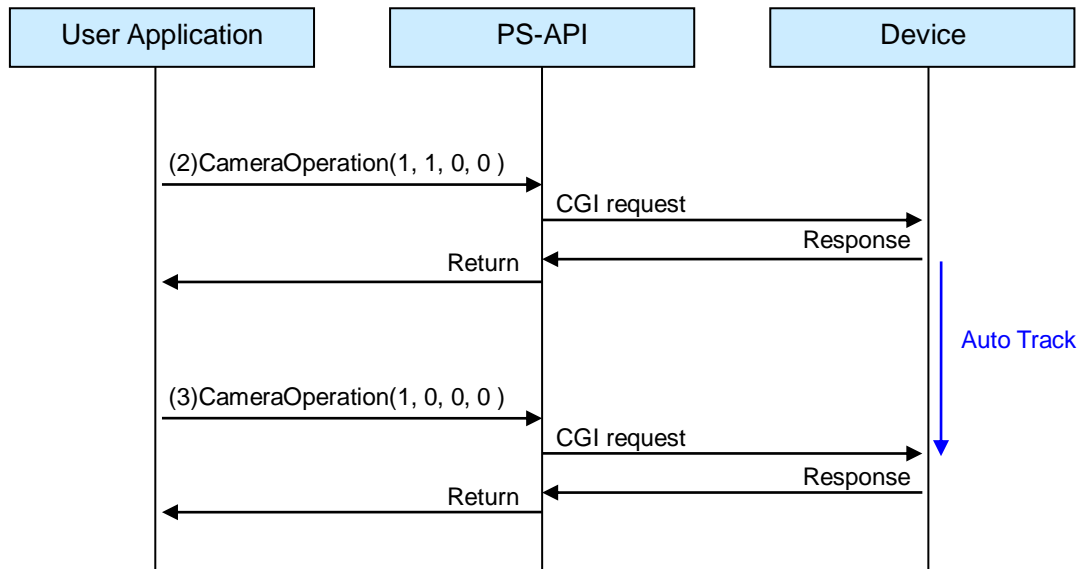 User Application
PS-API
Device
(2)CameraOperation(1, 1, 0, 0 )
CGI request
Response
Return
Auto Track
(3)CameraOperation(1, 0, 0, 0 )
CGI request
Response
Return